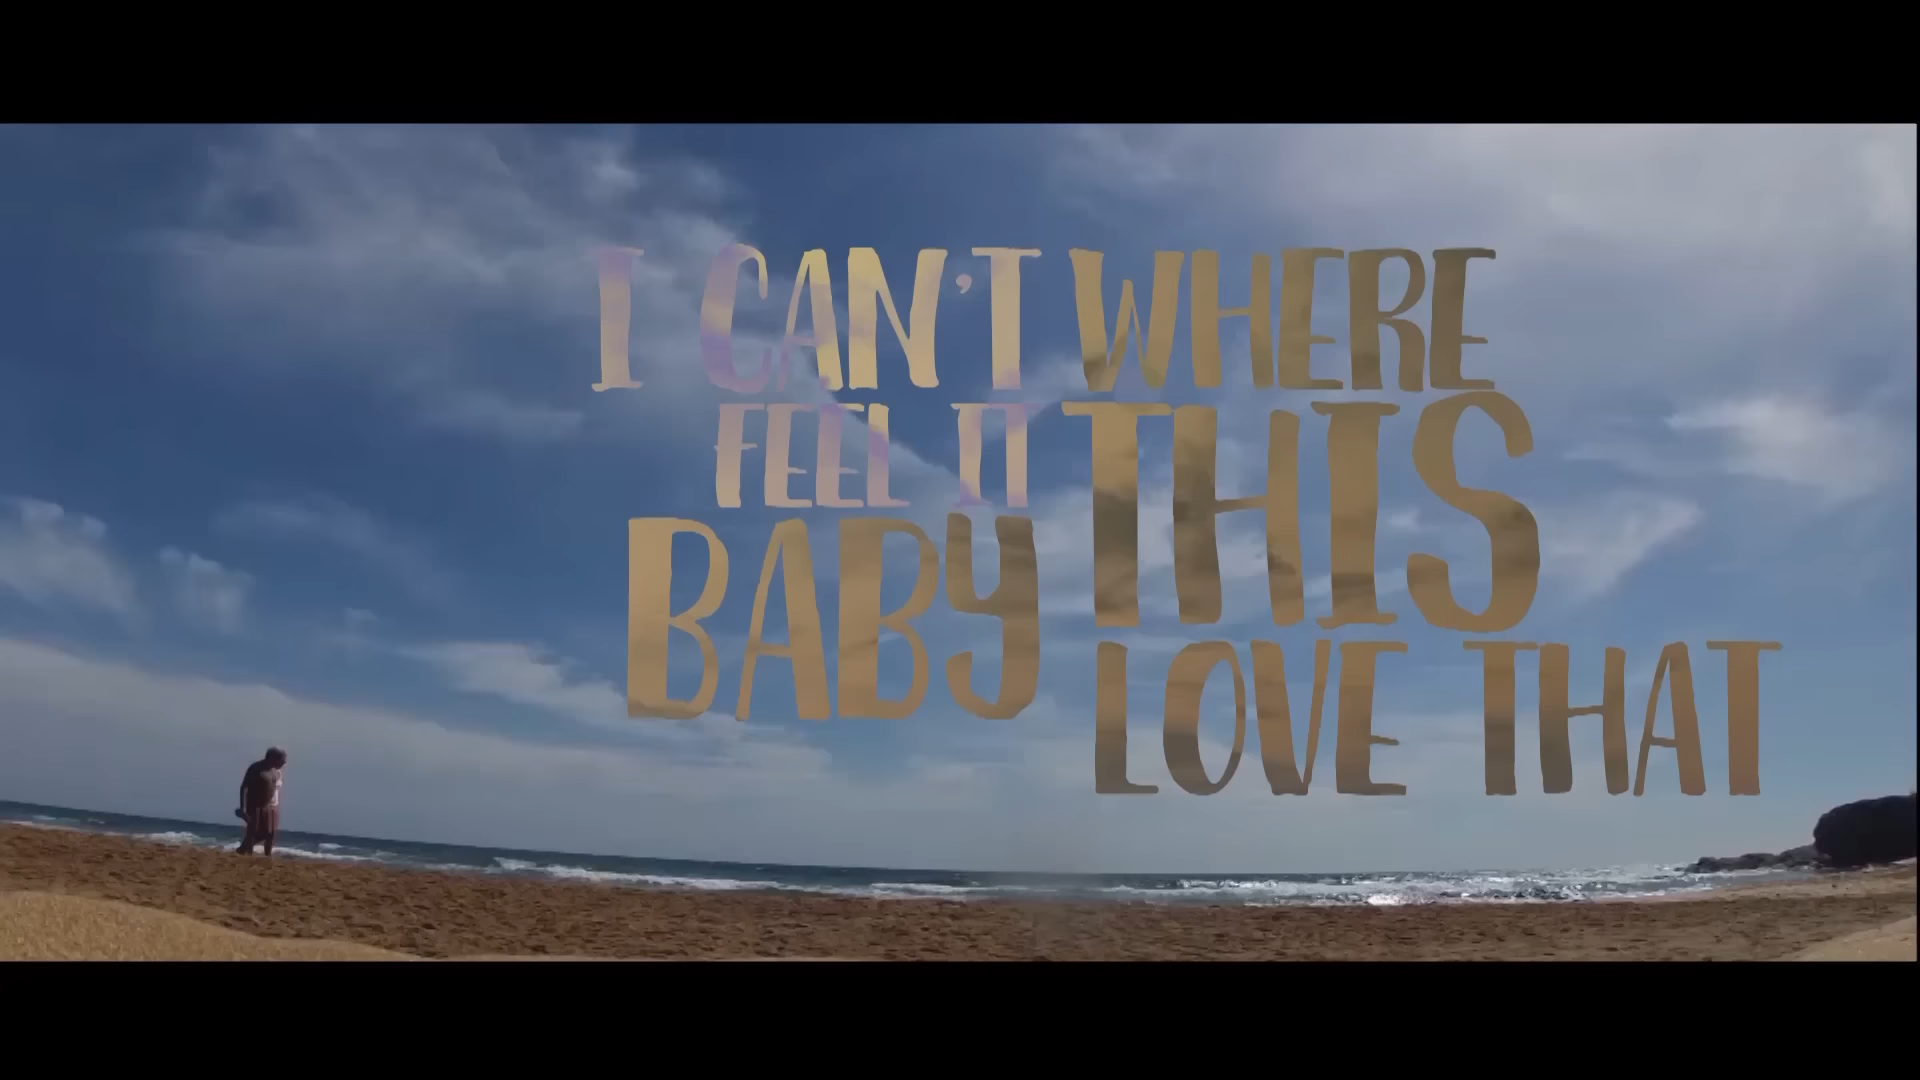 I CAN'T
FEEL IT
BABY
WHERE
THIS
LOVE THAT